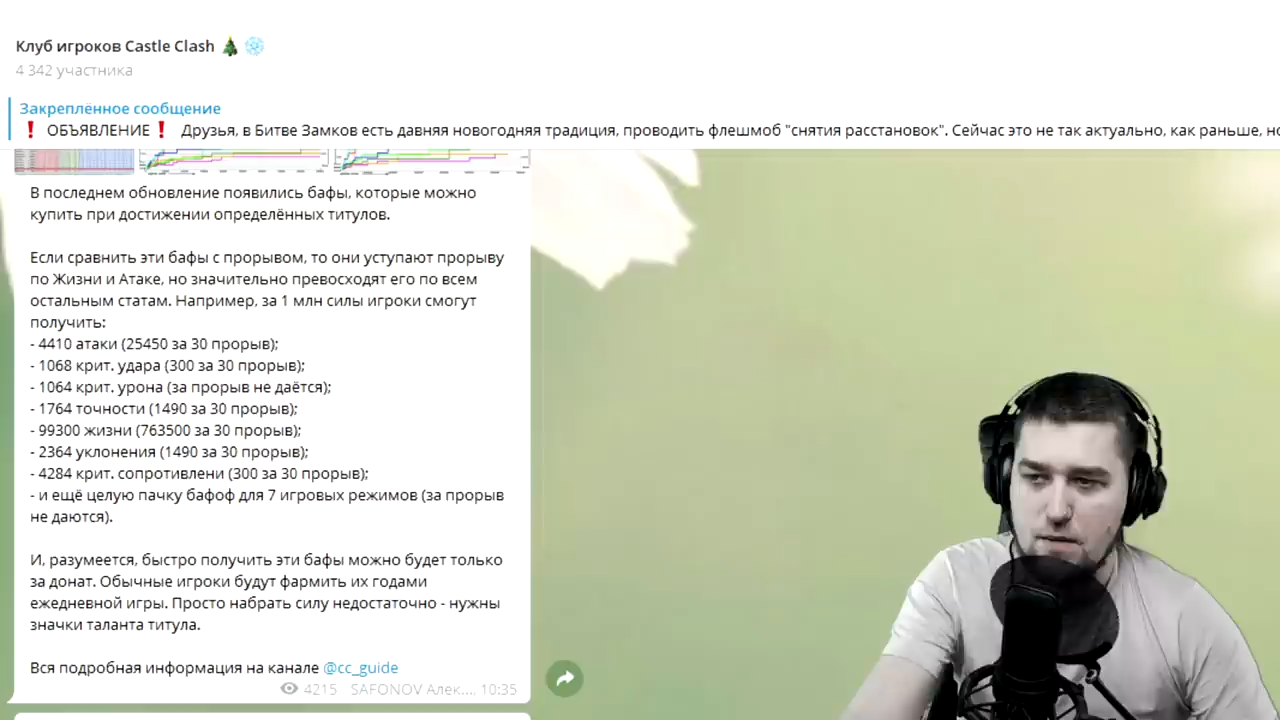 Клуб игроков Castle Clash 🎄 ❄️
4 342 участника
Закреплённое сообщение
❗ ОБЪЯВЛЕНИЕ❗ Друзья, в Битве Замков есть давняя новогодняя традиция, проводить флешмоб "снятия расстановок". Сейчас это не так актуально, как раньше, но
В последнем обновление появились бафы, которые можно
купить при достижении определённых титулов.
Если сравнить эти бафы с прорывом, то они уступают прорыву
по Жизни и Атаке, но значительно превосходят его по всем
остальным статам. Например, за 1 млн силы игроки смогут
получить:
- 4410 атаки (25450 за 30 прорыв);
- 1068 крит. удара (300 за 30 прорыв);
- 1064 крит. урона (за прорыв не даётся);
- 1764 точности (1490 за 30 прорыв);
- 99300 жизни (763500 за 30 прорыв);
- 2364 уклонения (1490 за 30 прорыв);
- 4284 крит. сопротивлени (300 за 30 прорыв);
- и ещё целую пачку бафоф для 7 игровых режимов (за прорыв
не даются).
И, разумеется, быстро получить эти бафы можно будет только
за донат. Обычные игроки будут фармить их годами
ежедневной игры. Просто набрать силу недостаточно - нужны
значки таланта титула.
Вся подробная информация на канале @cc_guide
4215 SAFONOV Алек..., 10:35